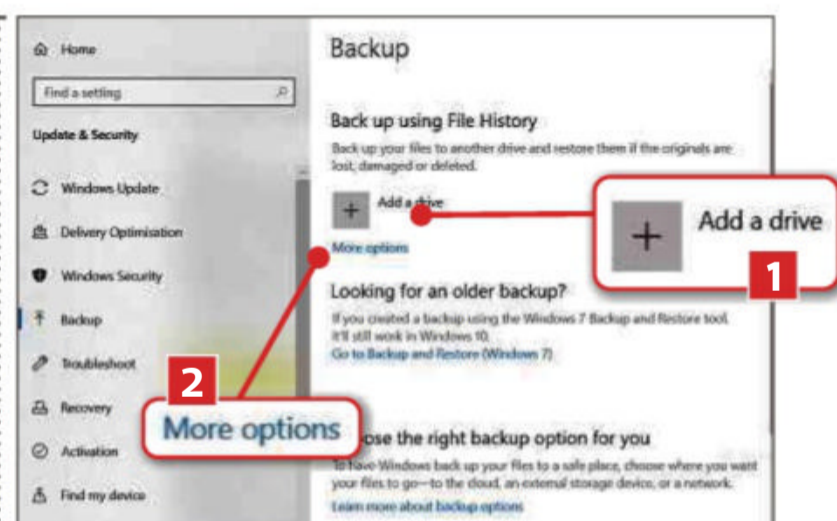 Home
Find a setting
Update & Security
Windows Update
Delivery Optimisation
Windows Security
Backup
Troubleshoot
Recovery
Activation
Find my device
Backup
Back up using File History
Back up your files to another drive and restore them if the originals are
lost, damaged or deleted.
Add a drive
More options
Add a drive
1
Looking for an older backup?
If you created a backup using the Windows 7 Backup and Restore tool,
it'll still work in Windows 10.
Go to Backup and Restore (Windows 7)
2
More options
ose the right backup option for you
To have Windows back up your files to a safe place, choose where you want
your files to go—to the cloud, an external storage device, or a network.
Learn more about backup options